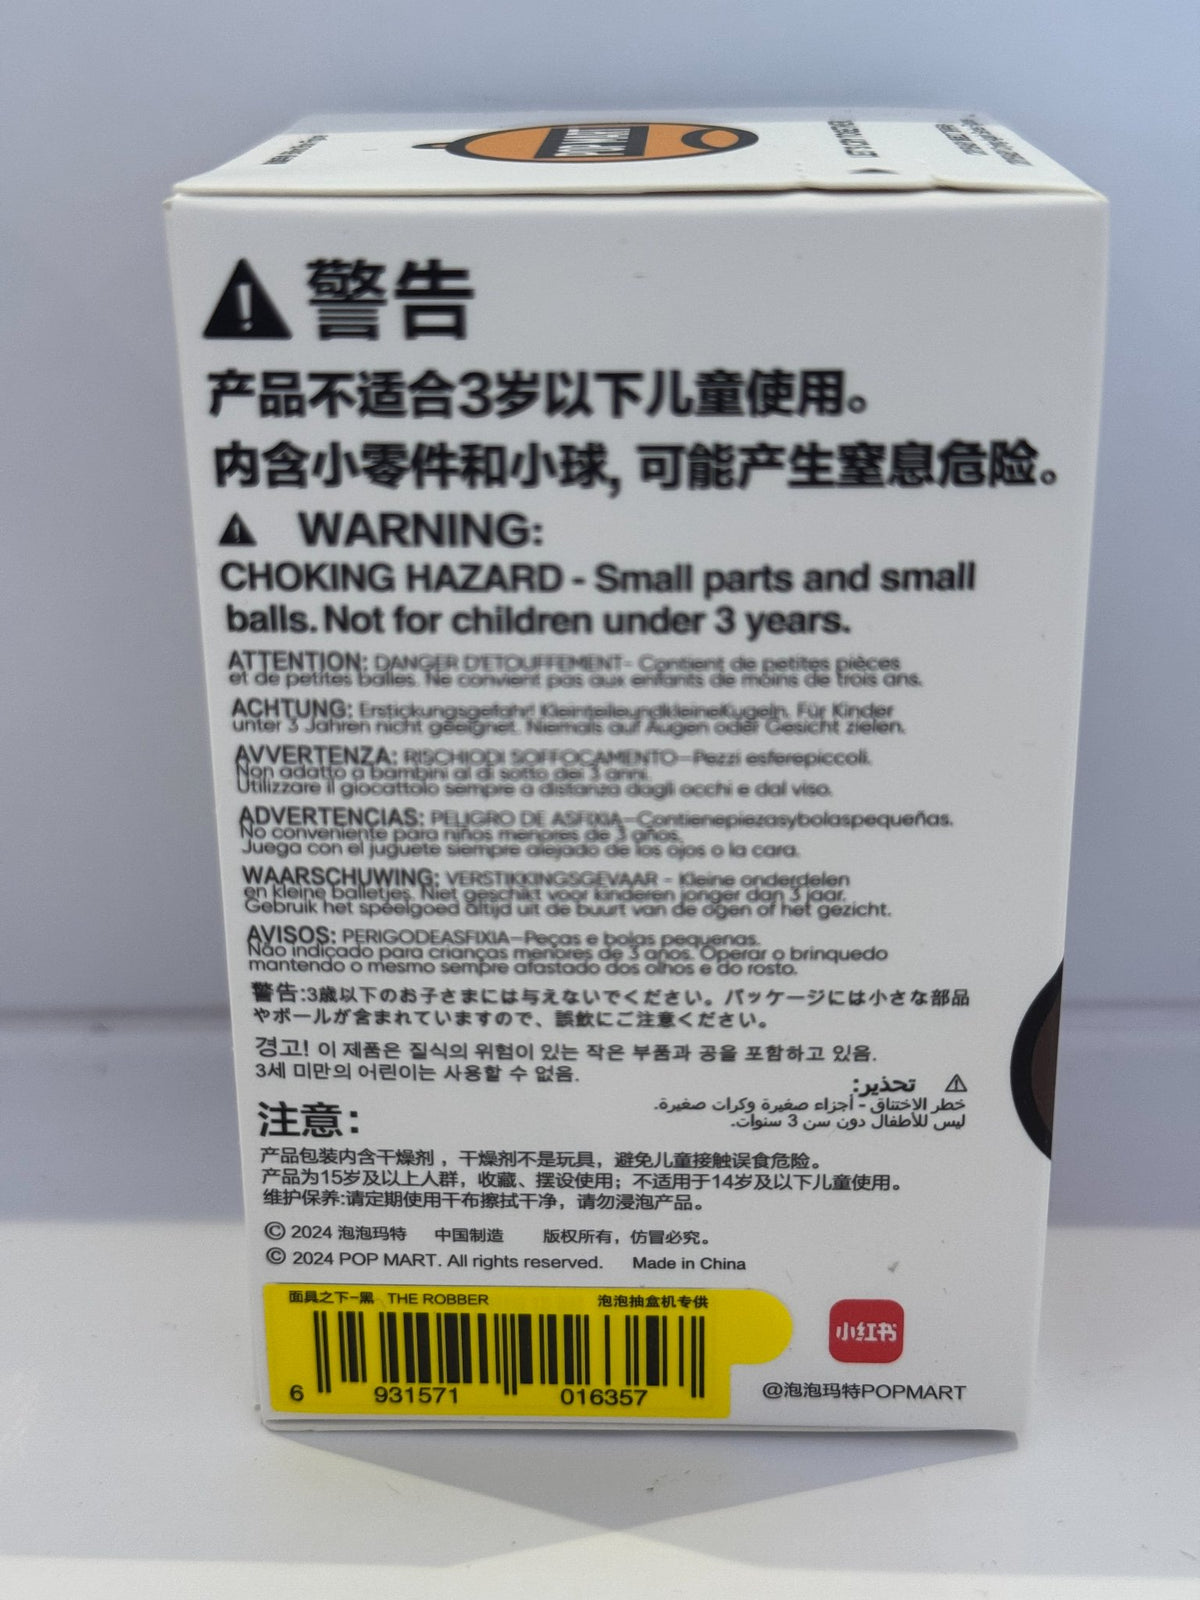 POP MART
警告
产品不适合3岁以下儿童使用。
内含小零件和小球, 可能产生窒息危险。
WARNING:
CHOKING HAZARD - Small parts and small
balls. Not for children under 3 years.
ATTENTION: DANGER D'ETOUFFEMENT- Contient de petites pièces
et de petites balles. Ne convient pas aux enfants de moins de trois ans.
ACHTUNG: Erstickungsgefahr! KleinteileundkleineKugeln. Für Kinder
unter 3 Jahren nicht geeignet. Niemals auf Augen oder Gesicht zielen.
AVVERTENZA: RISCHIODI SOFFOCAMENTO—Pezzi esferepiccoli.
Non adatto a bambini al di sotto dei 3 anni.
Utilizzare il giocattolo sempre a distanza dagli occhi e dal viso.
ADVERTENCIAS: PELIGRO DE ASFIXIA—Contienepiezasybolaspequeñas.
No conveniente para niños menores de 3 años.
Juega con el juguete siempre alejado de los ojos o la cara.
WAARSCHUWING: VERSTIKKINGSGEVAAR - Kleine onderdelen
en kleine balletjes. Niet geschikt voor kinderen jonger dan 3 jaar.
Gebruik het speelgoed altijd uit de buurt van de ogen of het gezicht.
AVISOS: PERIGODEASFIXIA—Peças e bolas pequenas.
Não indicado para crianças menores de 3 anos. Operar o brinquedo
mantendo o mesmo sempre afastado dos olhos e do rosto.
警告:3歳以下のお子さまには与えないでください。パッケージには小さな部品
やボールが含まれていますので、誤飲にご注意ください。
경고! 이 제품은 질식의 위험이 있는 작은 부품과 공을 포함하고 있음.
3세 미만의 어린이는 사용할 수 없음.
تحذير:
خطر الاختناق - أجزاء صغيرة وكرات صغيرة.
ليس للأطفال دون سن 3 سنوات.
注意：
产品包装内含干燥剂，干燥剂不是玩具，避免儿童接触误食危险。
产品为15岁及以上人群，收藏、摆设使用；不适用于14岁及以下儿童使用。
维护保养:请定期使用干布擦拭干净，请勿浸泡产品。
© 2024 泡泡玛特 中国制造 版权所有，仿冒必究。
© 2024 POP MART. All rights reserved. Made in China
面具之下-黑 THE ROBBER 泡泡抽盒机专供
6 931571 016357
小红书
@泡泡玛特POPMART